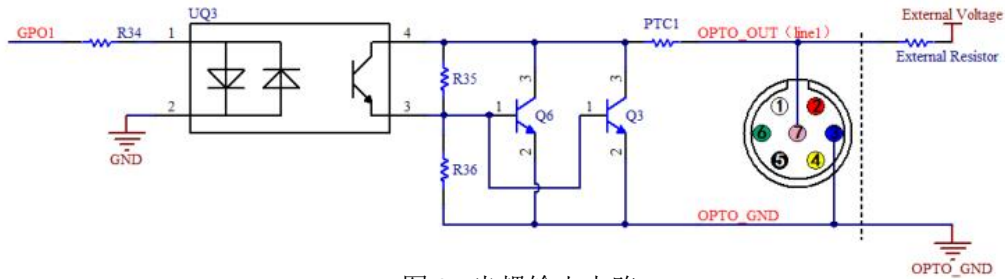 UQ3
GPO1
R34
1
2
4
3
GND
R35
R36
1
3
2
Q6
1
3
2
Q3
PTC1
OPTO_OUT（line1）
External Voltage
External Resistor
1
2
6
7
5
4
OPTO_GND
OPTO_GND